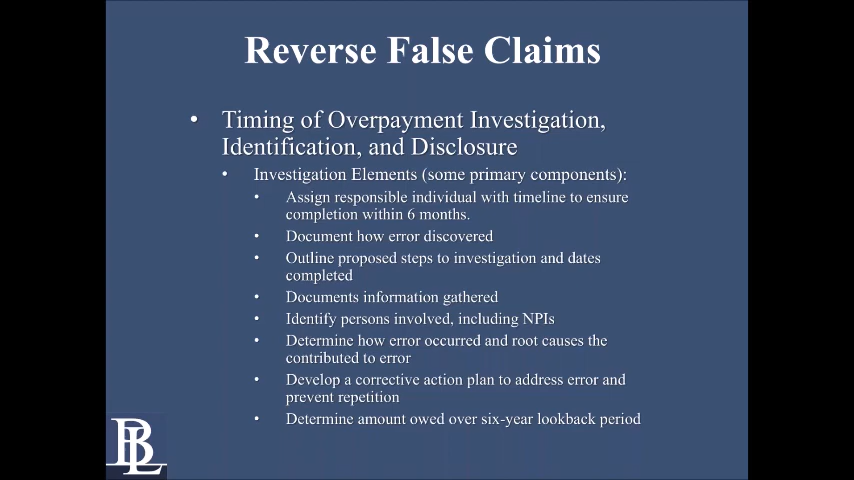 Reverse False Claims
• Timing of Overpayment Investigation,
Identification, and Disclosure
• Investigation Elements (some primary components):
• Assign responsible individual with timeline to ensure
completion within 6 months.
• Document how error discovered
• Outline proposed steps to investigation and dates
completed
• Documents information gathered
• Identify persons involved, including NPIs
• Determine how error occurred and root causes the
contributed to error
• Develop a corrective action plan to address error and
prevent repetition
• Determine amount owed over six-year lookback period
BL